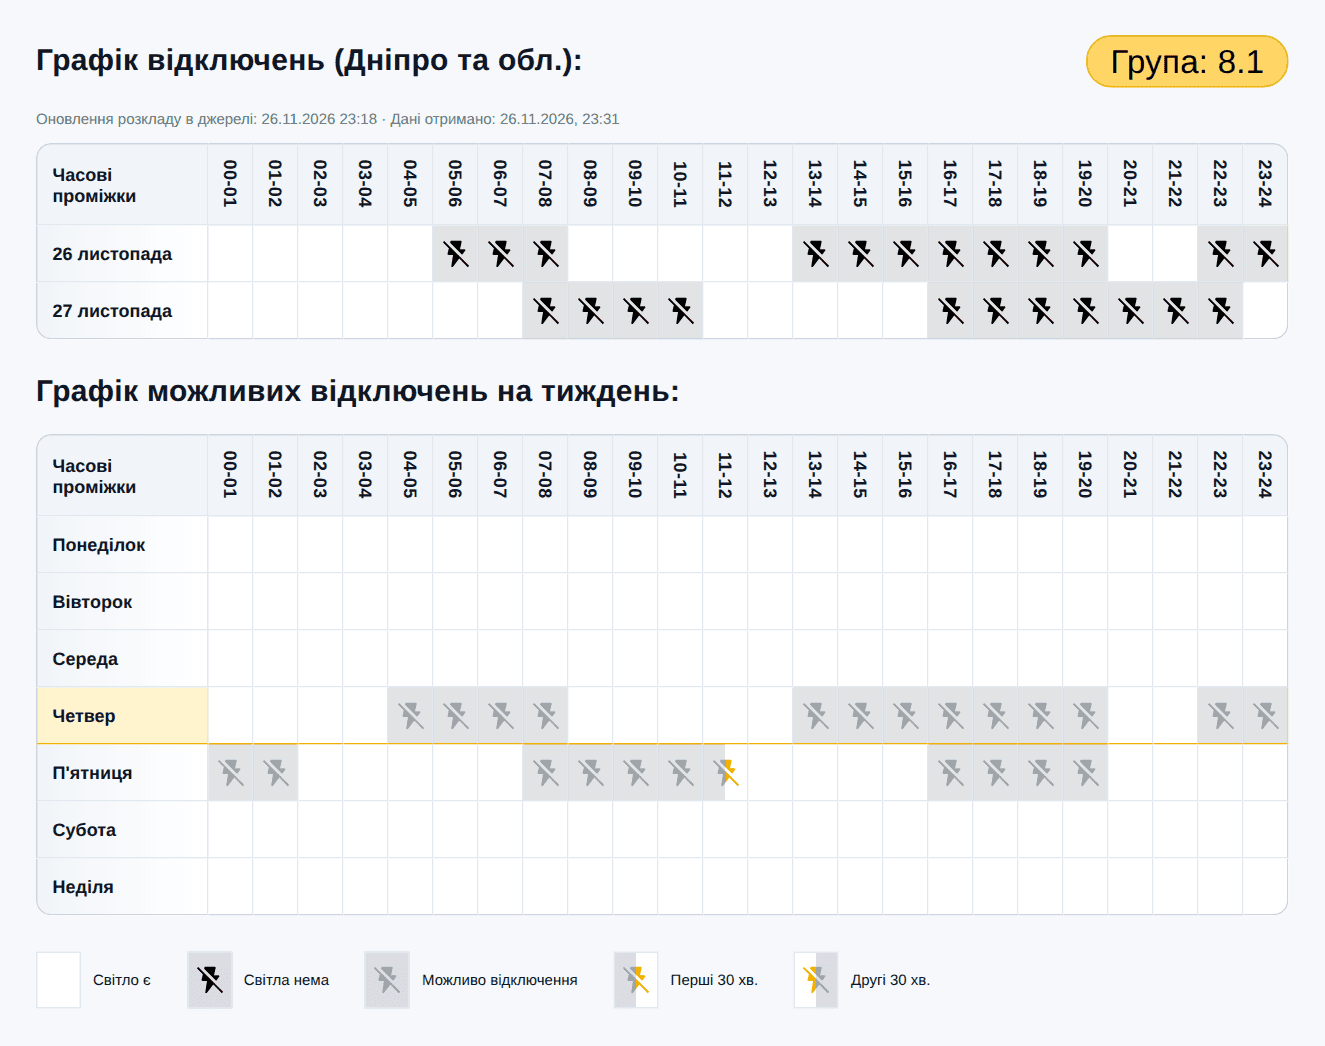 Графік відключень (Дніпро та обл.):
Група: 8.1
Оновлення розкладу в джерелі: 26.11.2026 23:18 · Дані отримано: 26.11.2026, 23:31
Часові
проміжки
00-01 01-02 02-03 03-04 04-05 05-06 06-07 07-08 08-09 09-10 10-11 11-12 12-13 13-14 14-15 15-16 16-17 17-18 18-19 19-20 20-21 21-22 22-23 23-24
26 листопада
27 листопада
Графік можливих відключень на тиждень:
Часові
проміжки
00-01 01-02 02-03 03-04 04-05 05-06 06-07 07-08 08-09 09-10 10-11 11-12 12-13 13-14 14-15 15-16 16-17 17-18 18-19 19-20 20-21 21-22 22-23 23-24
Понеділок
Вівторок
Середа
Четвер
П'ятниця
Субота
Неділя
Світло є
Світла нема
Можливо відключення
Перші 30 хв.
Другі 30 хв.